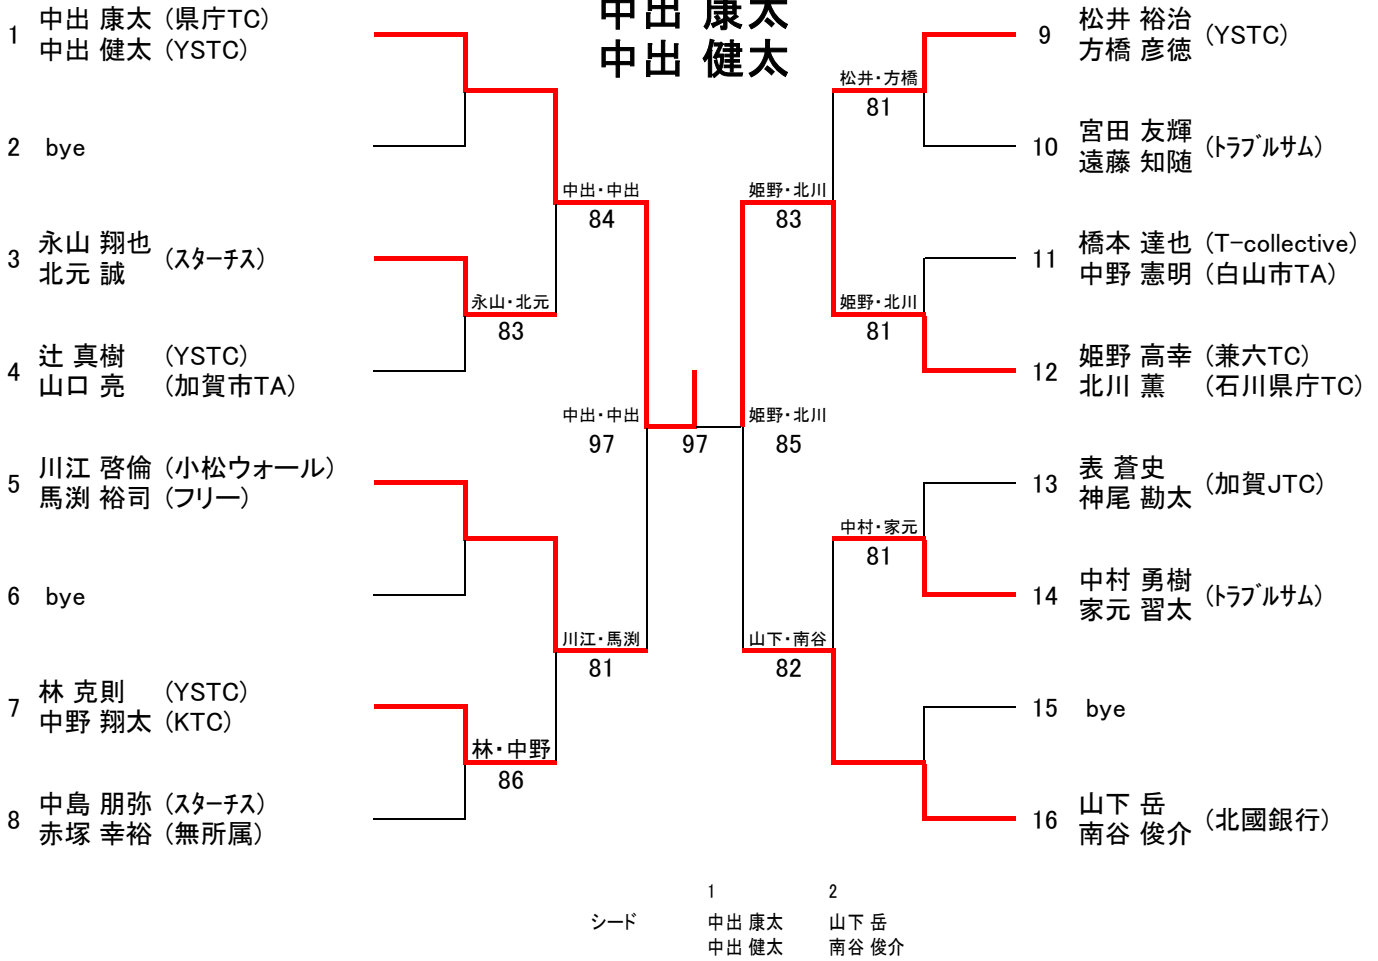 中出 康太
中出 健太
1 中出 康太 (県庁TC)
中出 健太 (YSTC)
2 bye
3 永山 翔也 (スターチス)
北元 誠
4 辻 真樹 (YSTC)
山口 亮 (加賀市TA)
5 川江 啓倫 (小松ウォール)
馬渕 裕司 (フリー)
6 bye
7 林 克則 (YSTC)
中野 翔太 (KTC)
8 中島 朋弥 (スターチス)
赤塚 幸裕 (無所属)
永山・北元
83
林・中野
86
中出・中出
84
川江・馬渕
81
中出・中出
97
97
姫野・北川
85
姫野・北川
83
山下・南谷
82
松井・方橋
81
姫野・北川
81
中村・家元
81
9 松井 裕治 (YSTC)
方橋 彦徳
10 宮田 友輝 (トラブルサム)
遠藤 知随
11 橋本 達也 (T-collective)
中野 憲明 (白山市TA)
12 姫野 高幸 (兼六TC)
北川 薫 (石川県庁TC)
13 表 蒼史 (加賀JTC)
神尾 勘太
14 中村 勇樹 (トラブルサム)
家元 習太
15 bye
16 山下 岳 (北國銀行)
南谷 俊介
1 2
シード 中出 康太 山下 岳
中出 健太 南谷 俊介